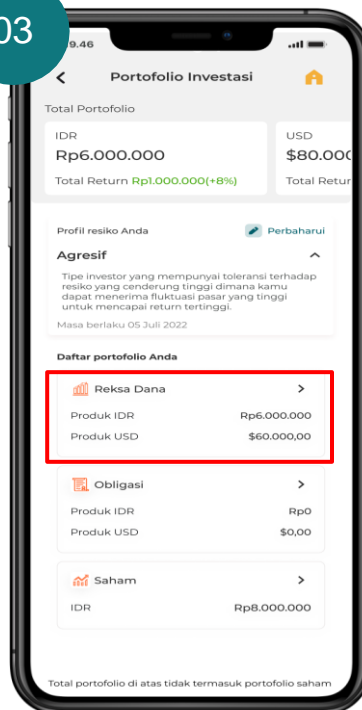 03
9.46
Portofolio Investasi
Total Portofolio
IDR
Rp6.000.000
Total Return Rp1.000.000(+8%)
USD
$80.000
Total Retur
Profil resiko Anda
Perbaharui
Agresif
Tipe investor yang mempunyai toleransi terhadap
resiko yang cenderung tinggi dimana kamu
dapat menerima fluktuasi pasar yang tinggi
untuk mencapai return tertinggi.
Masa berlaku 05 Juli 2022
Daftar portofolio Anda
Reksa Dana
Produk IDR Rp6.000.000
Produk USD $60.000,00
Obligasi
Produk IDR Rp0
Produk USD $0,00
Saham
IDR Rp8.000.000
Total portofolio di atas tidak termasuk portofolio saham